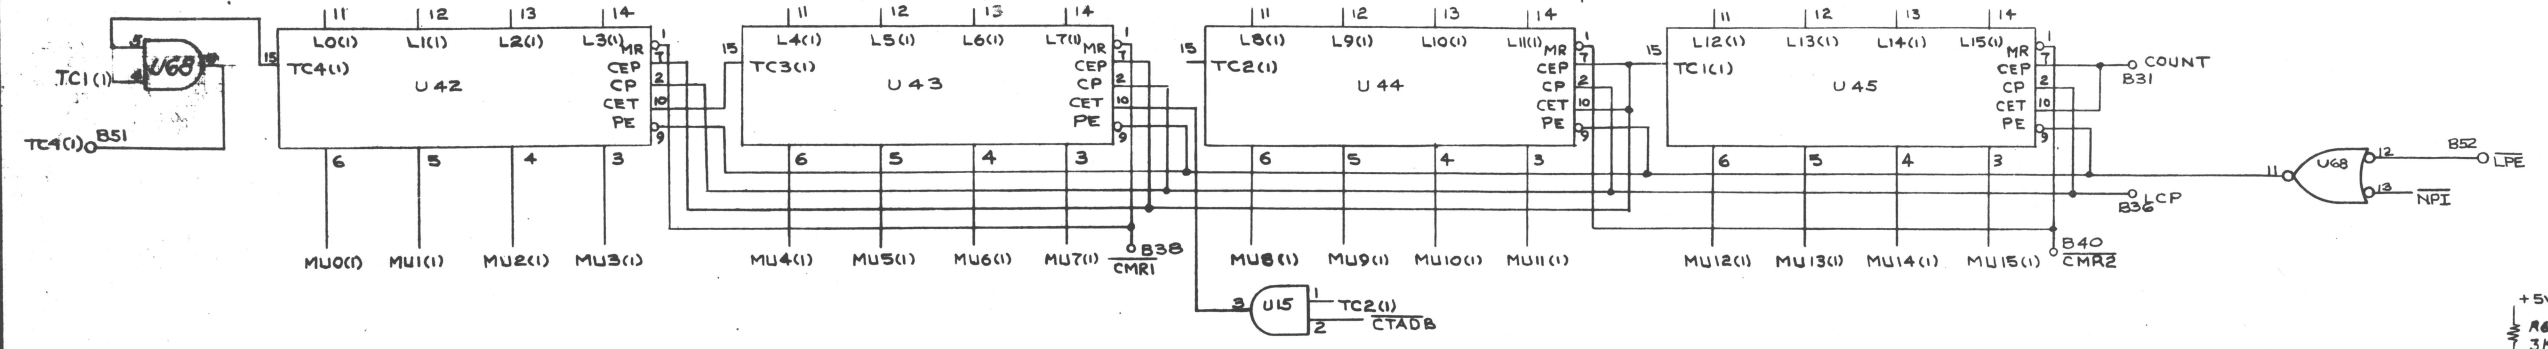 11 12 13 14 11 12 13 14 11 12 13 14 11 12 13 14
L0(1) L1(1) L2(1) L3(1) MR 1 L4(1) L5(1) L6(1) L7(1) MR 1 L8(1) L9(1) L10(1) L11(1) MR 1 L12(1) L13(1) L14(1) L15(1) MR 1
5 U68 15 TC4(1) CEP 7 15 TC3(1) CEP 7 15 TC2(1) CEP 7 15 TC1(1) CEP 7 COUNT
TC1(1) 4 U42 CP 2 U43 CP 2 U44 CP 2 U45 CP 2 B31
CET 10 CET 10 CET 10 CET 10
PE 9 PE 9 PE 9 PE 9
TC4(1) B51
6 5 4 3 6 5 4 3 6 5 4 3 6 5 4 3
11 U68 12 B52 LPE
13 NPI
B36 LCP
MU0(1) MU1(1) MU2(1) MU3(1) MU4(1) MU5(1) MU6(1) MU7(1) B38 MU8(1) MU9(1) MU10(1) MU11(1) MU12(1) MU13(1) MU14(1) MU15(1) B40
CMR1 CMR2
3 U15 1 TC2(1)
2 CTADB
+5V